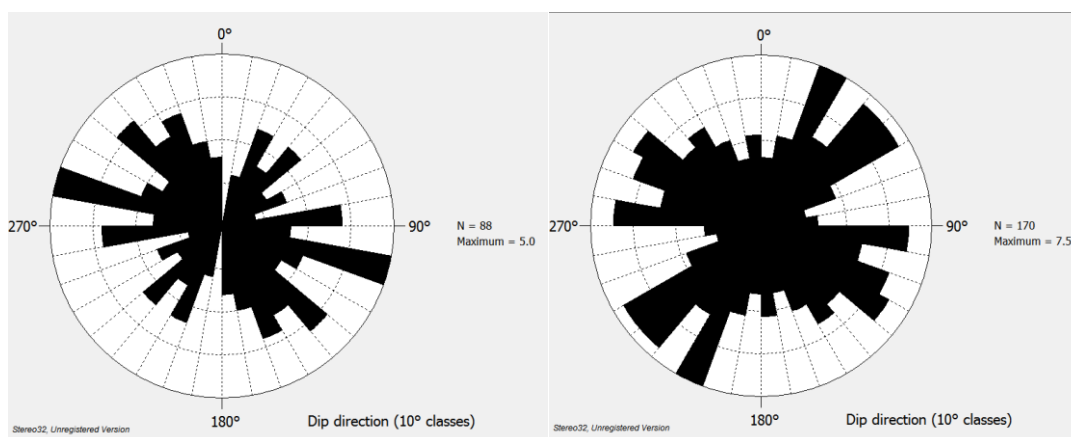 0°
270°
90°
N = 88
Maximum = 5.0
180°
Dip direction (10° classes)
Stereo32, Unregistered Version
0°
270°
90°
N = 170
Maximum = 7.5
180°
Dip direction (10° classes)
Stereo32, Unregistered Version